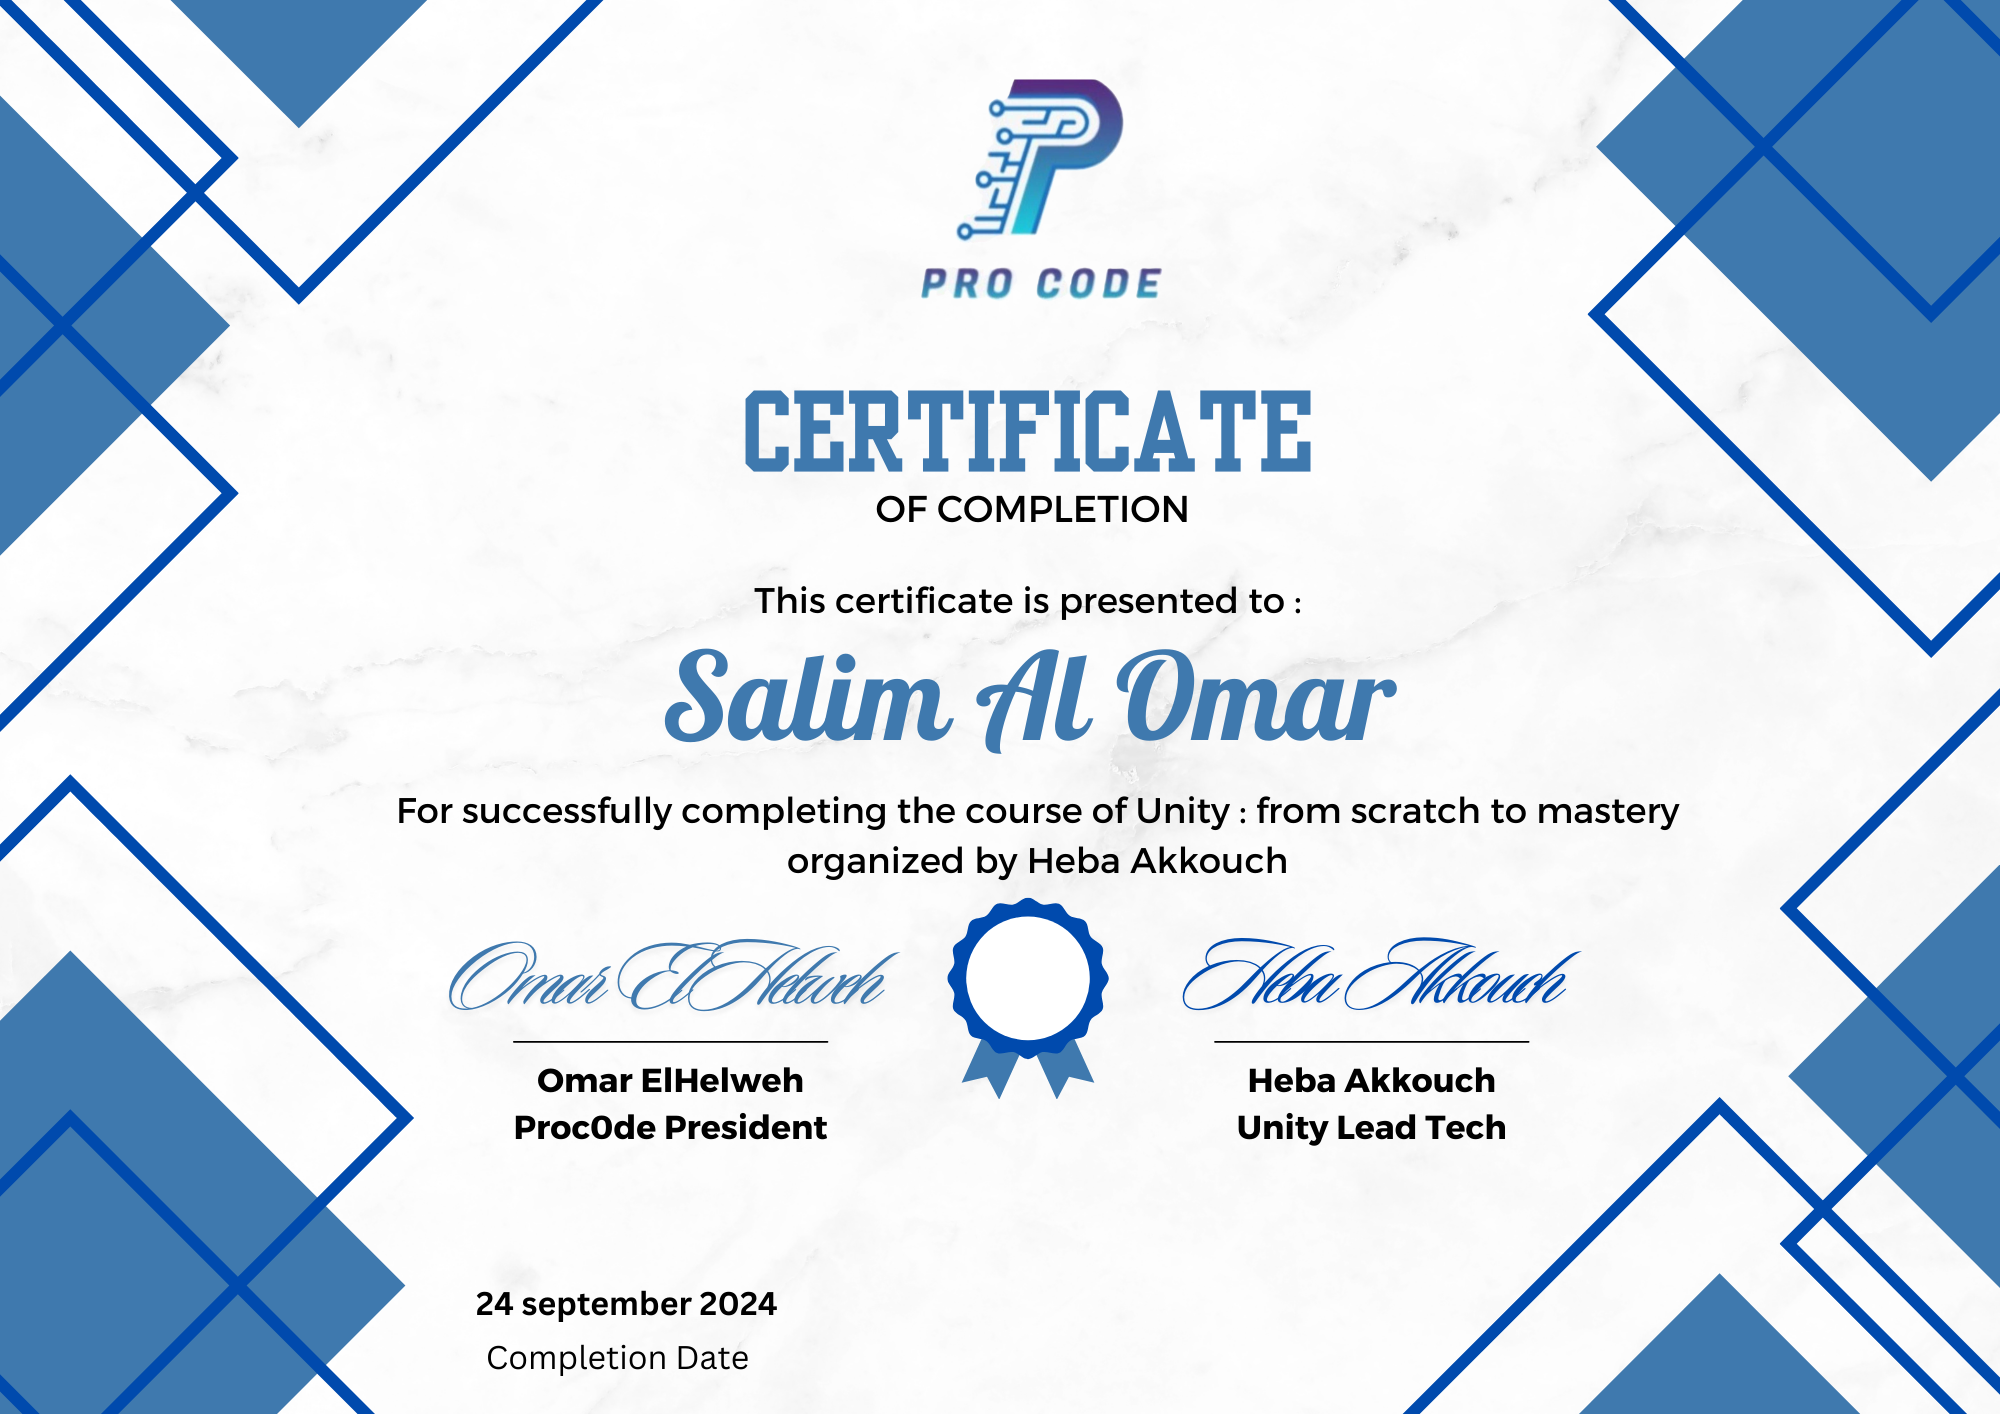 PRO CODE
CERTIFICATE
OF COMPLETION
This certificate is presented to :
Salim Al Omar
For successfully completing the course of Unity : from scratch to mastery
organized by Heba Akkouch
Omar ElHelweh
Heba Akkouch
Omar ElHelweh
Proc0de President
Heba Akkouch
Unity Lead Tech
24 september 2024
Completion Date